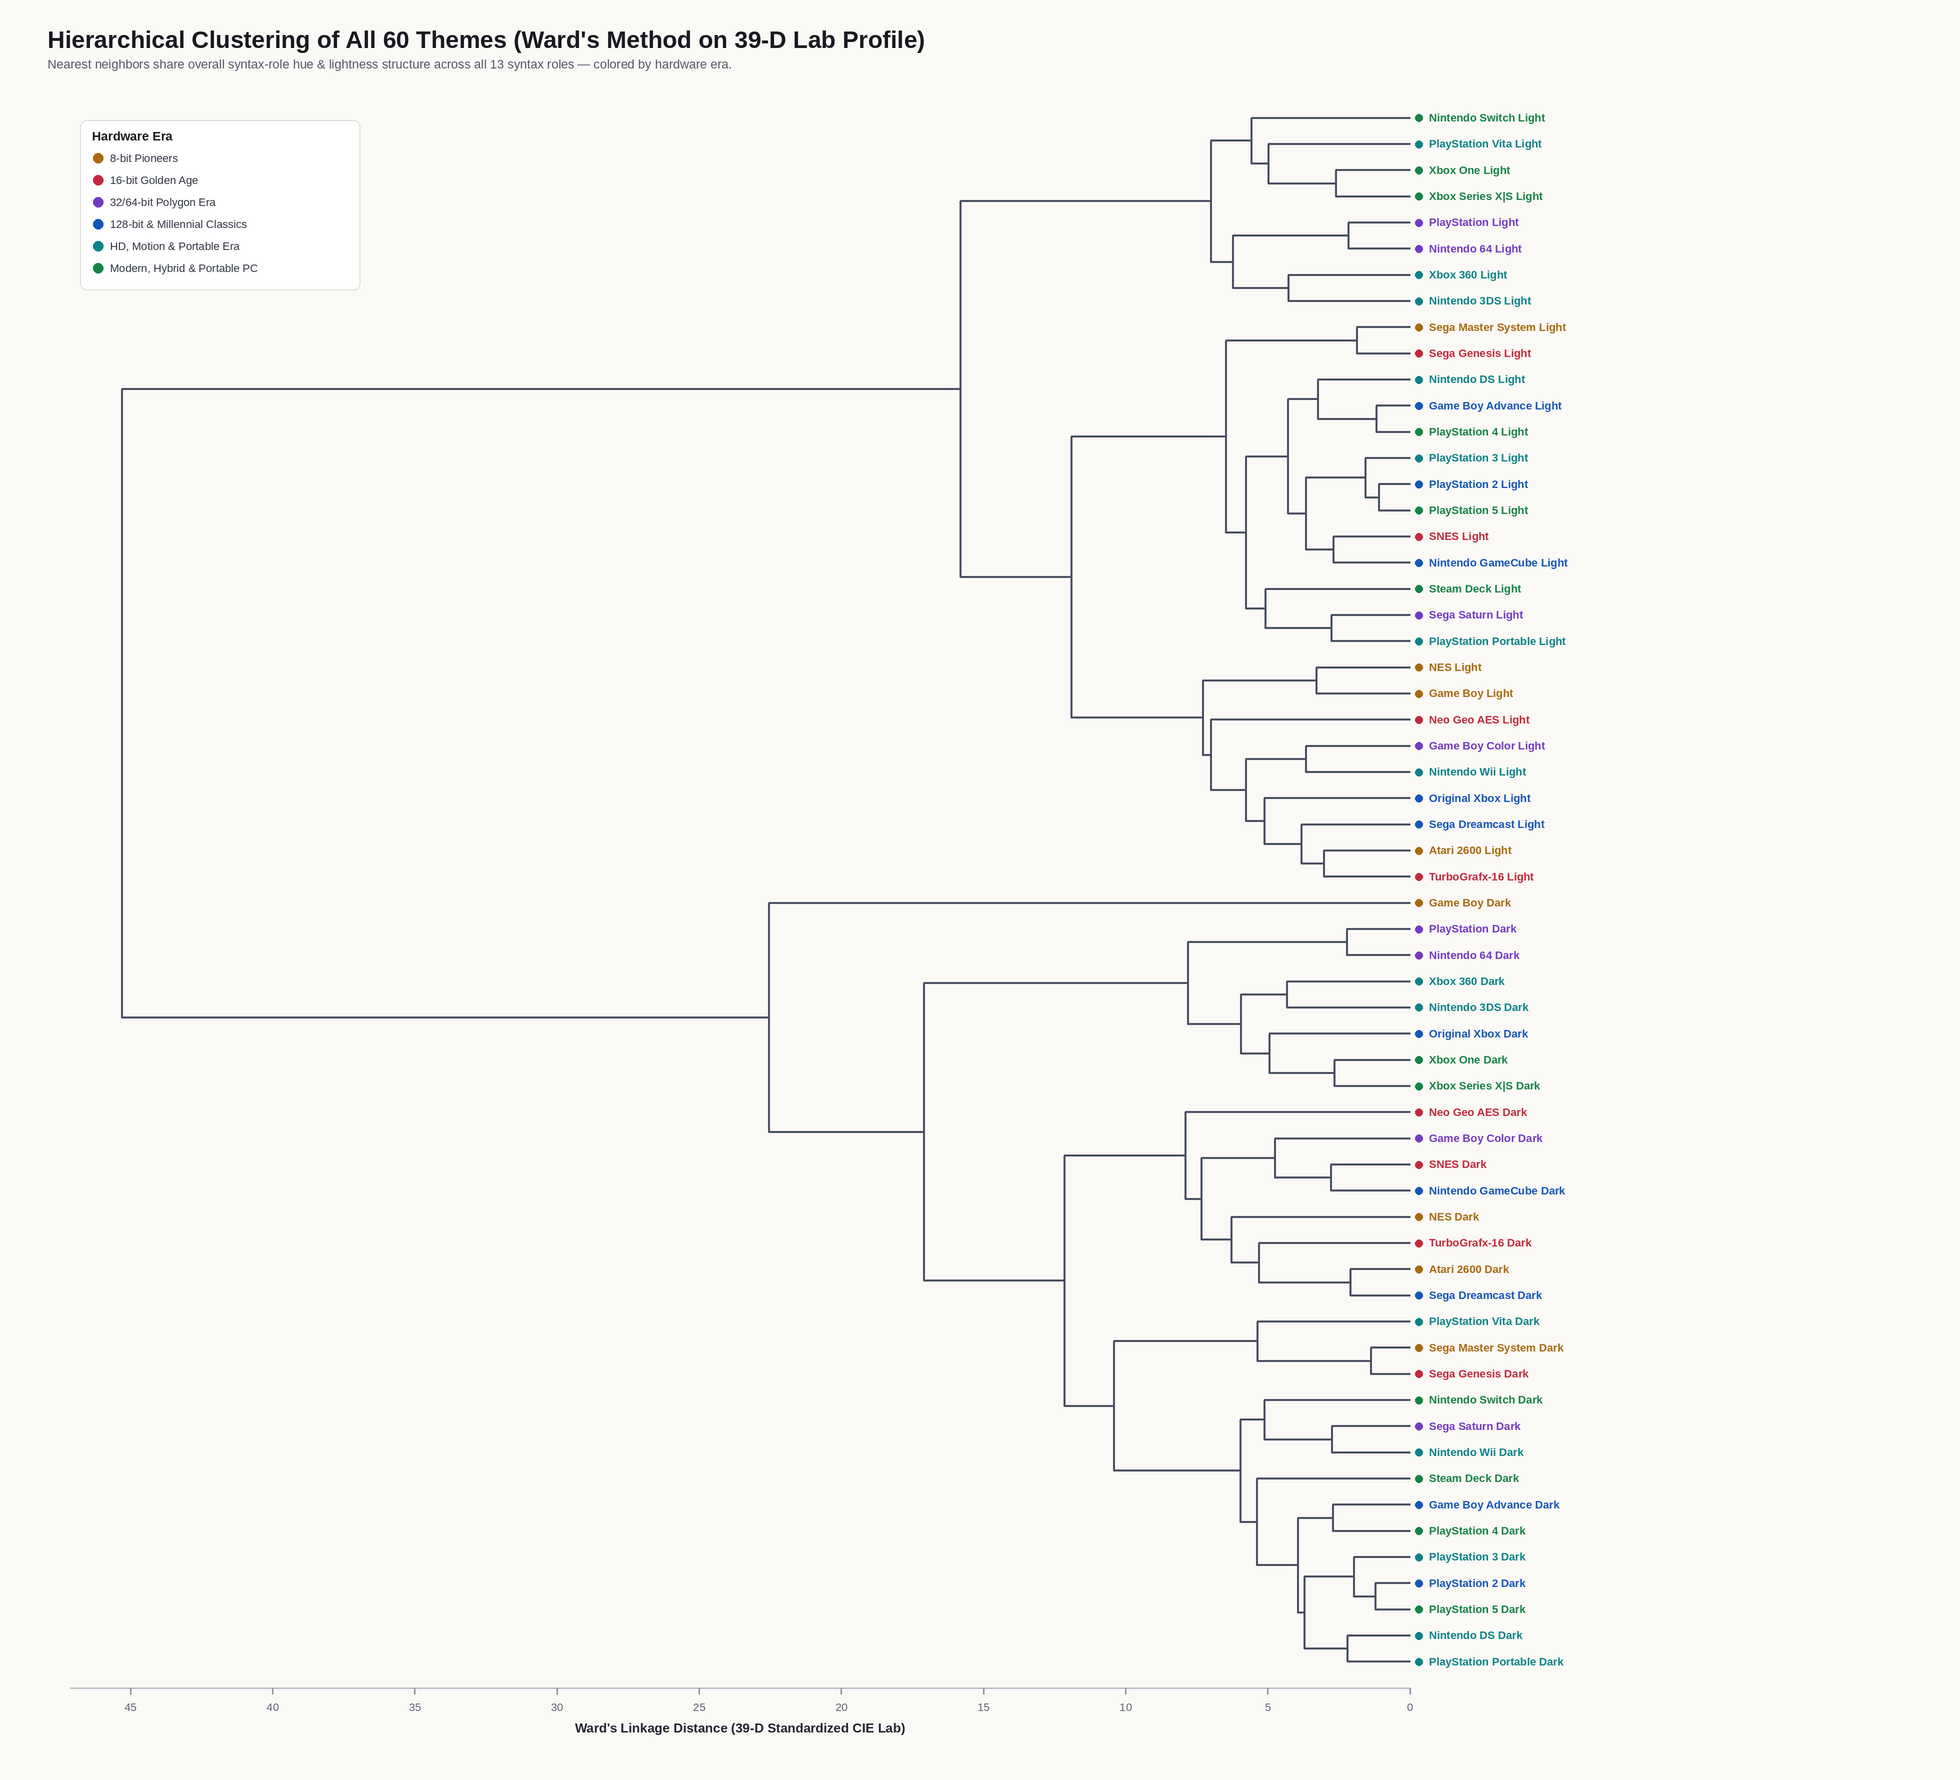 Hierarchical Clustering of All 60 Themes (Ward's Method on 39-D Lab Profile)
Nearest neighbors share overall syntax-role hue & lightness structure across all 13 syntax roles — colored by hardware era.
Hardware Era
8-bit Pioneers
16-bit Golden Age
32/64-bit Polygon Era
128-bit & Millennial Classics
HD, Motion & Portable Era
Modern, Hybrid & Portable PC
Nintendo Switch Light
PlayStation Vita Light
Xbox One Light
Xbox Series X|S Light
PlayStation Light
Nintendo 64 Light
Xbox 360 Light
Nintendo 3DS Light
Sega Master System Light
Sega Genesis Light
Nintendo DS Light
Game Boy Advance Light
PlayStation 4 Light
PlayStation 3 Light
PlayStation 2 Light
PlayStation 5 Light
SNES Light
Nintendo GameCube Light
Steam Deck Light
Sega Saturn Light
PlayStation Portable Light
NES Light
Game Boy Light
Neo Geo AES Light
Game Boy Color Light
Nintendo Wii Light
Original Xbox Light
Sega Dreamcast Light
Atari 2600 Light
TurboGrafx-16 Light
Game Boy Dark
PlayStation Dark
Nintendo 64 Dark
Xbox 360 Dark
Nintendo 3DS Dark
Original Xbox Dark
Xbox One Dark
Xbox Series X|S Dark
Neo Geo AES Dark
Game Boy Color Dark
SNES Dark
Nintendo GameCube Dark
NES Dark
TurboGrafx-16 Dark
Atari 2600 Dark
Sega Dreamcast Dark
PlayStation Vita Dark
Sega Master System Dark
Sega Genesis Dark
Nintendo Switch Dark
Sega Saturn Dark
Nintendo Wii Dark
Steam Deck Dark
Game Boy Advance Dark
PlayStation 4 Dark
PlayStation 3 Dark
PlayStation 2 Dark
PlayStation 5 Dark
Nintendo DS Dark
PlayStation Portable Dark
45 40 35 30 25 20 15 10 5 0
Ward's Linkage Distance (39-D Standardized CIE Lab)